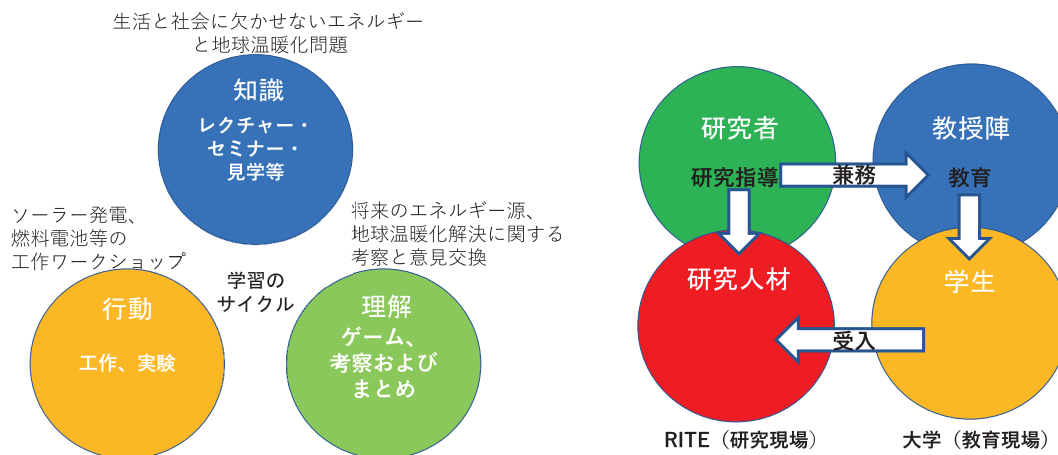 生活と社会に欠かせないエネルギー
と地球温暖化問題
知識
レクチャー・
セミナー・
見学等
ソーラー発電、
燃料電池等の
工作ワークショップ
将来のエネルギー源、
地球温暖化解決に関する
考察と意見交換
学習の
サイクル
行動
工作、実験
理解
ゲーム、
考察および
まとめ
研究者
研究指導
兼務
教授陣
教育
研究人材
学生
受入
RITE（研究現場）
大学（教育現場）